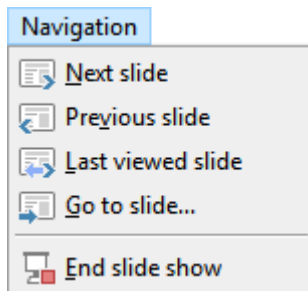 Navigation
Next slide
Previous slide
Last viewed slide
Go to slide...
End slide show